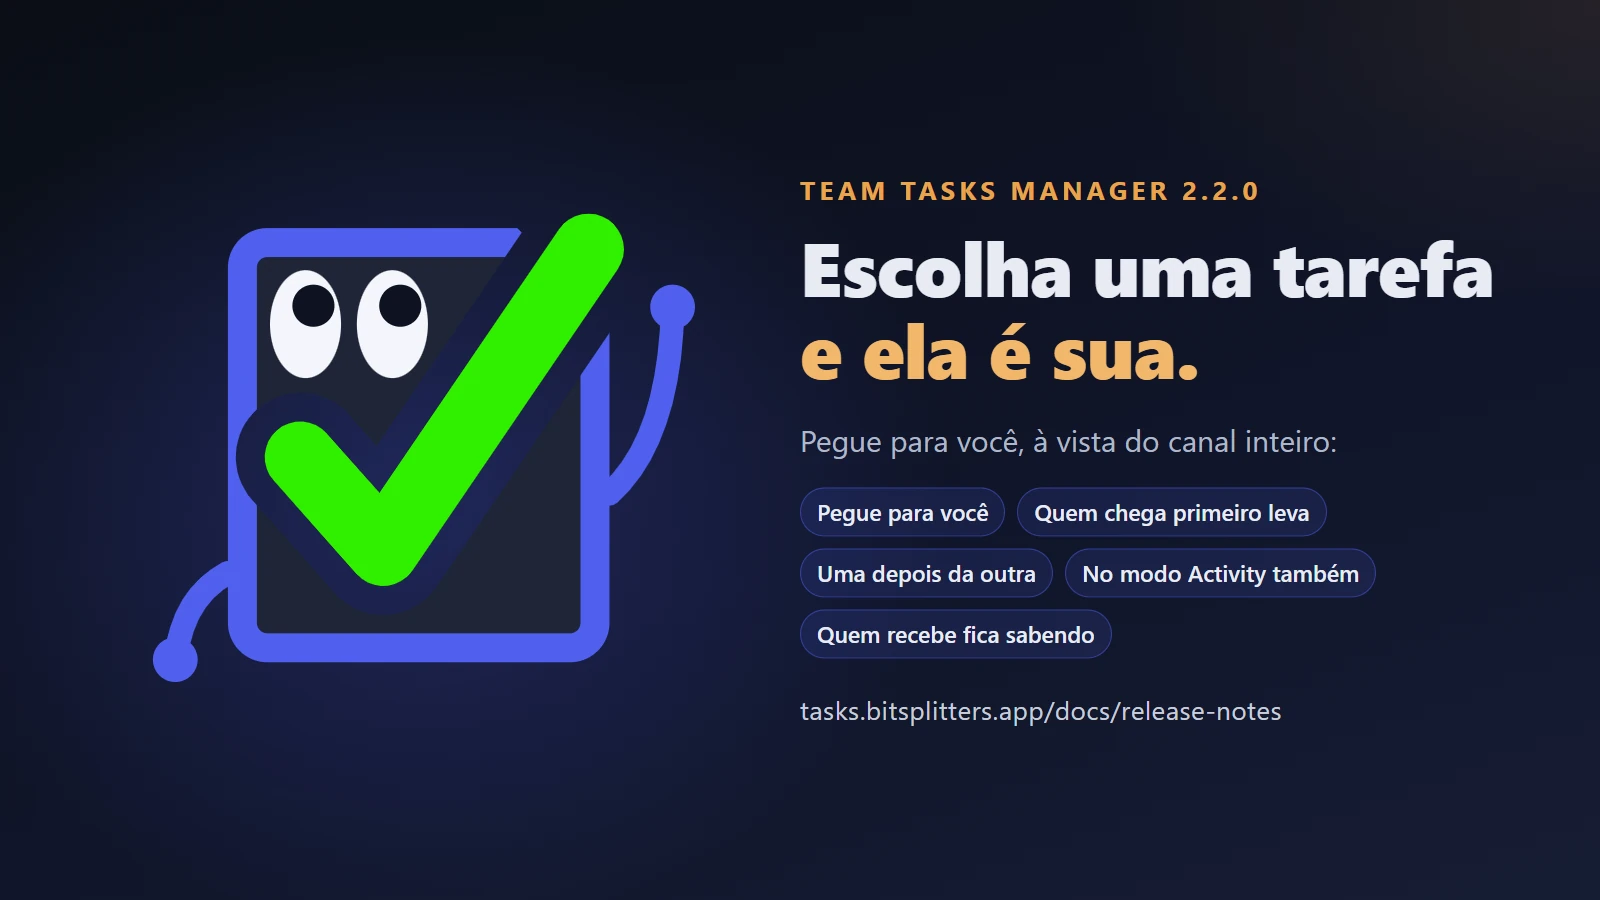 TEAM TASKS MANAGER 2.2.0
Escolha uma tarefa
e ela é sua.
Pegue para você, à vista do canal inteiro:
Pegue para você
Quem chega primeiro leva
Uma depois da outra
No modo Activity também
Quem recebe fica sabendo
tasks.bitsplitters.app/docs/release-notes